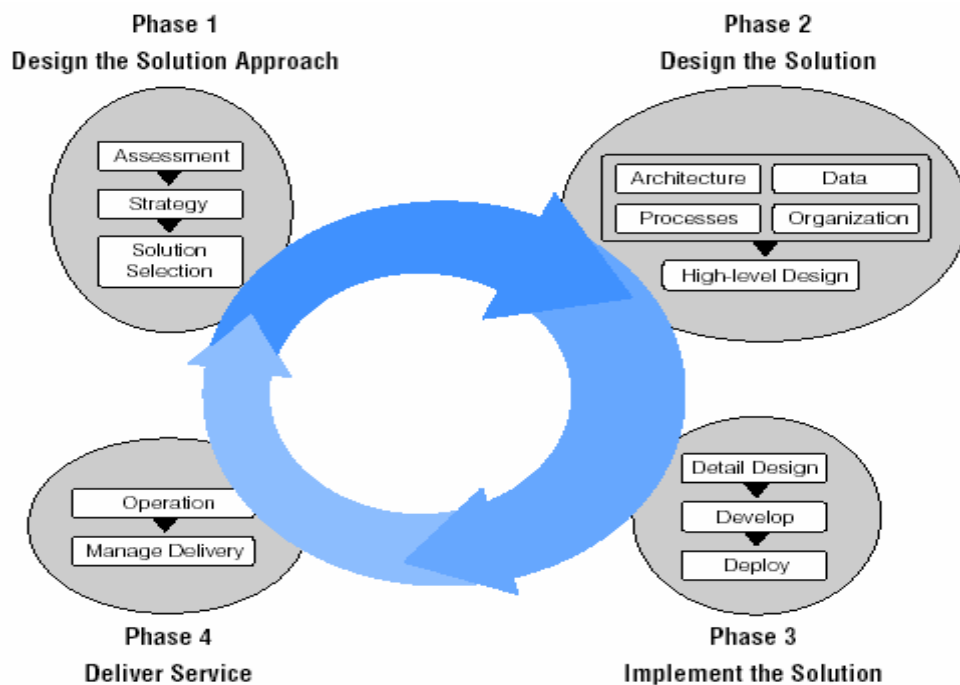 Phase 1
Design the Solution Approach
Assessment
Strategy
Solution
Selection
Phase 2
Design the Solution
Architecture
Data
Processes
Organization
High-level Design
Detail Design
Develop
Deploy
Phase 3
Implement the Solution
Operation
Manage Delivery
Phase 4
Deliver Service